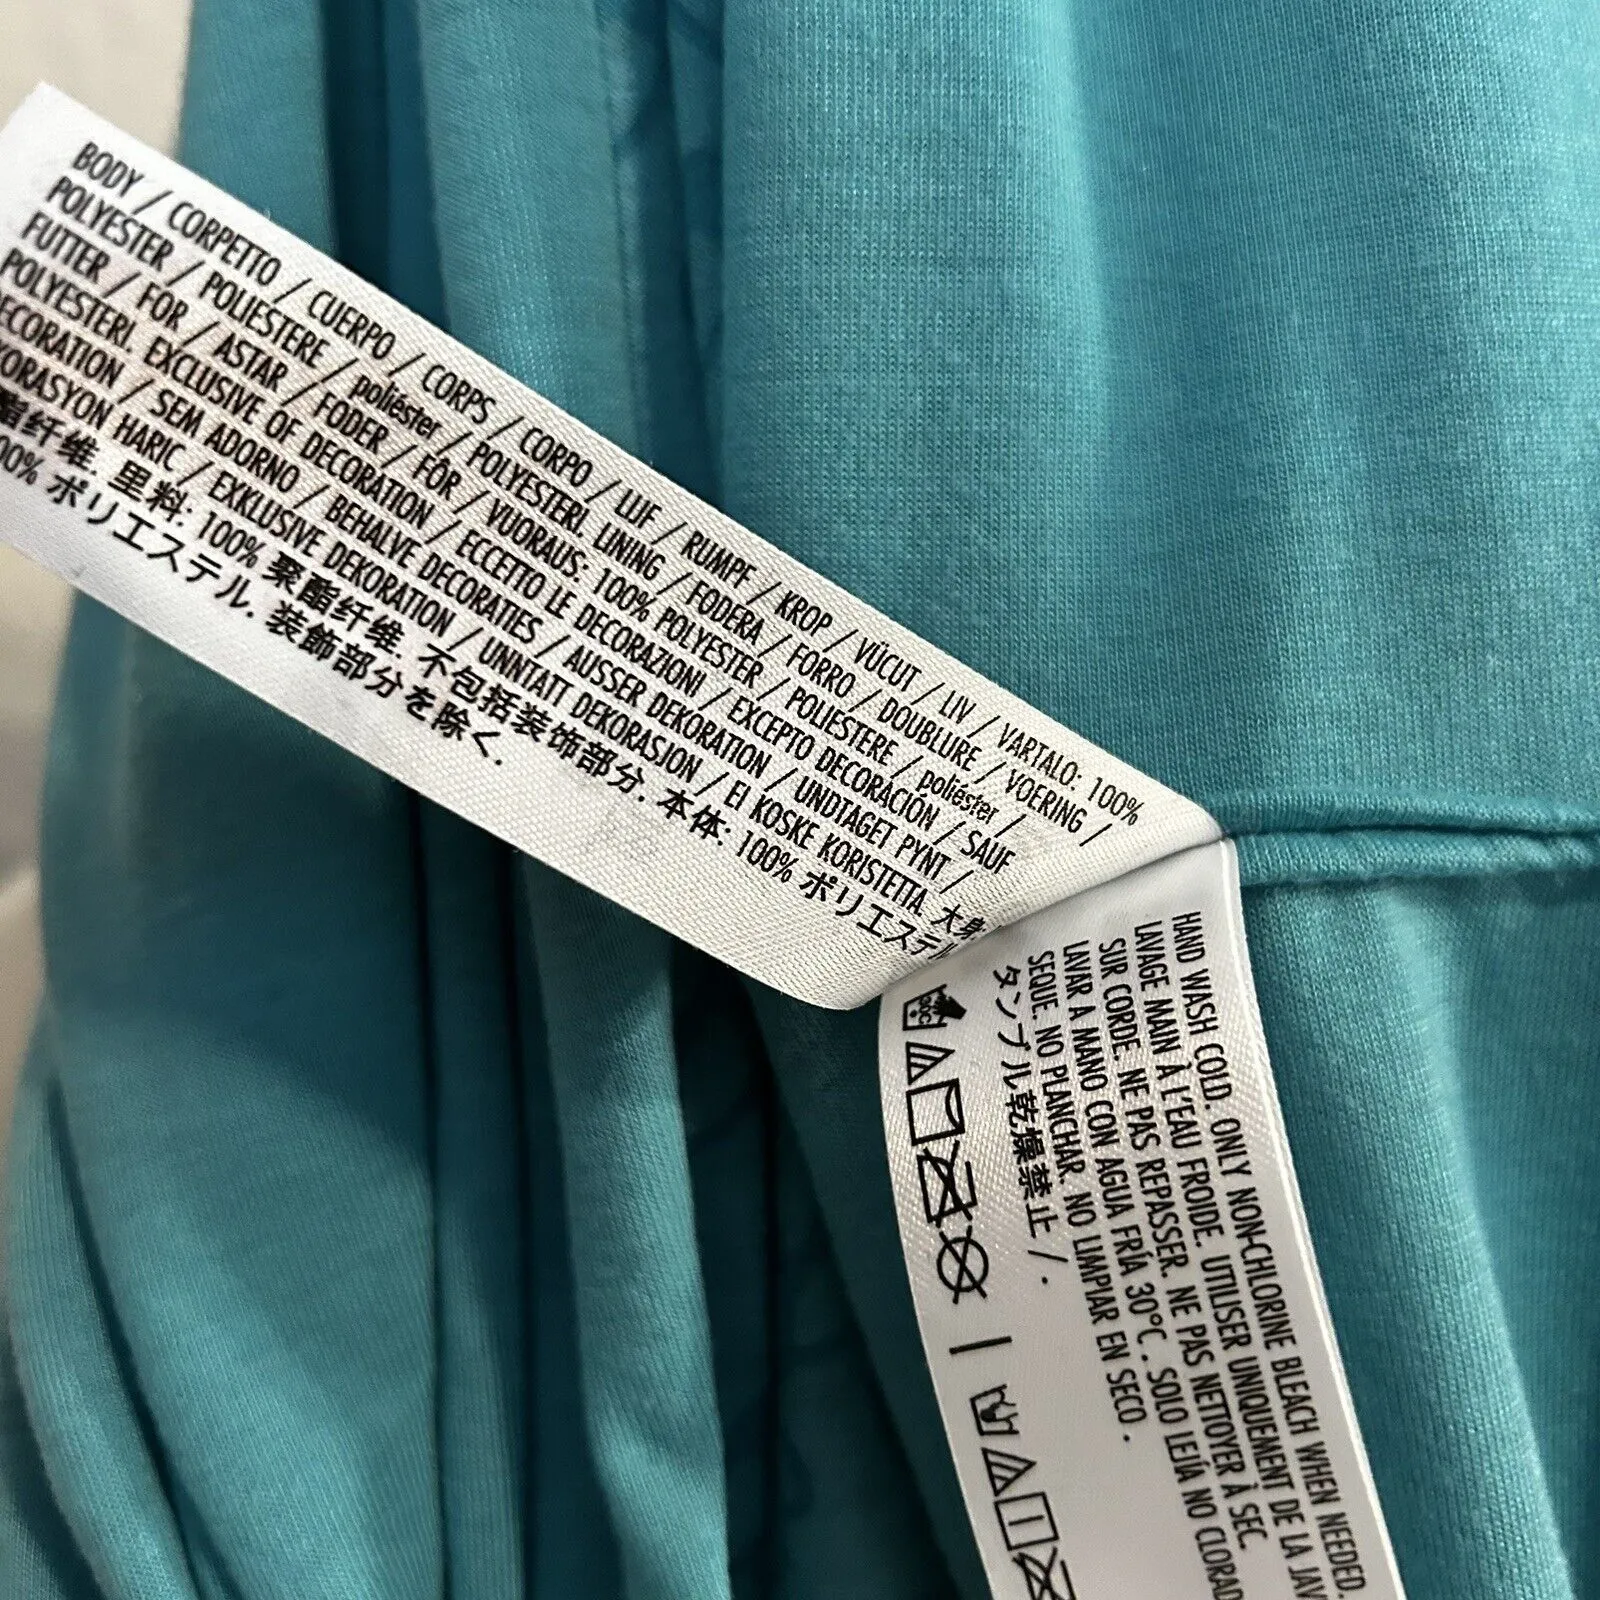 BODY / CORPETTO / CUERPO / CORPS / CORPO / LIJF / RUMPF / KROP / VÜCUT / LIV / VARTALO: 100%
POLYESTER / POLIESTERE / poliéster / POLYESTERI. LINING / FODERA / FORRO / DOUBLURE / VOERING /
FUTTER / FOR / ASTAR / FODER / FÔR / VUORAUS: 100% POLYESTER / POLIESTERE / poliéster /
POLYESTERI. EXCLUSIVE OF DECORATION / ECCETTO LE DECORAZIONI / EXCEPTO DECORACIÓN / SAUF
DECORATION / SEM ADORNO / BEHALVE DECORATIES / AUSSER DEKORATION / UNDTAGET PYNT /
HARIC / EXKLUSIVE DEKORATION / UNNTATT DEKORASJON / EI KOSKE KORISTEITA. 大身:
酯纤维. 里料: 100% 聚酯纤维. 不包括装饰部分. 本体: 100% ポリエステル
ポリエステル. 装飾部分を除く.
HAND WASH COLD. ONLY NON-CHLORINE BLEACH WHEN NEEDED.
LAVAGE MAIN À L'EAU FROIDE. UTILISER UNIQUEMENT DE LA
SUR CORDE. NE PAS REPASSER. NE PAS NETTOYER À SEC.
LAVAR A MANO CON AGUA FRÍA 30°C. SOLO LEJÍA NO
SEQUE. NO PLANCHAR. NO LIMPIAR EN SECO.
タンブル乾燥禁止 / .